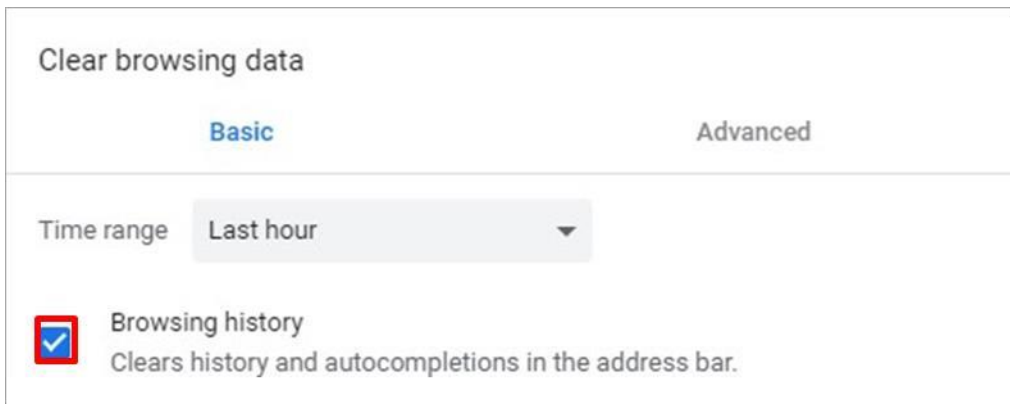 Clear browsing data
Basic Advanced
Time range Last hour
Browsing history
Clears history and autocompletions in the address bar.